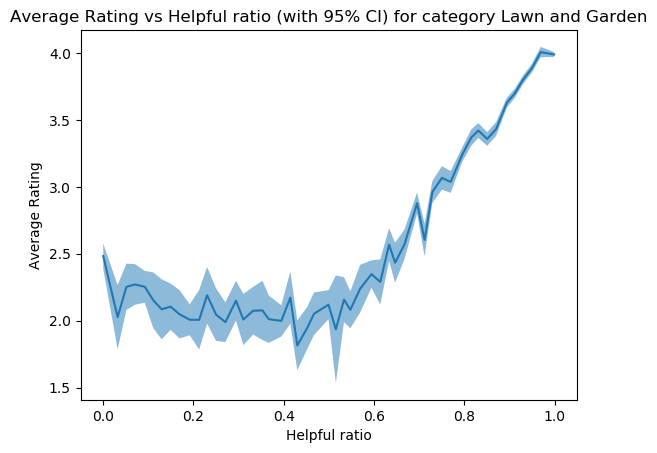 Average Rating vs Helpful ratio (with 95% CI) for category Lawn and Garden
4.0
3.5
3.0
2.5
2.0
1.5
Average Rating
0.0 0.2 0.4 0.6 0.8 1.0
Helpful ratio